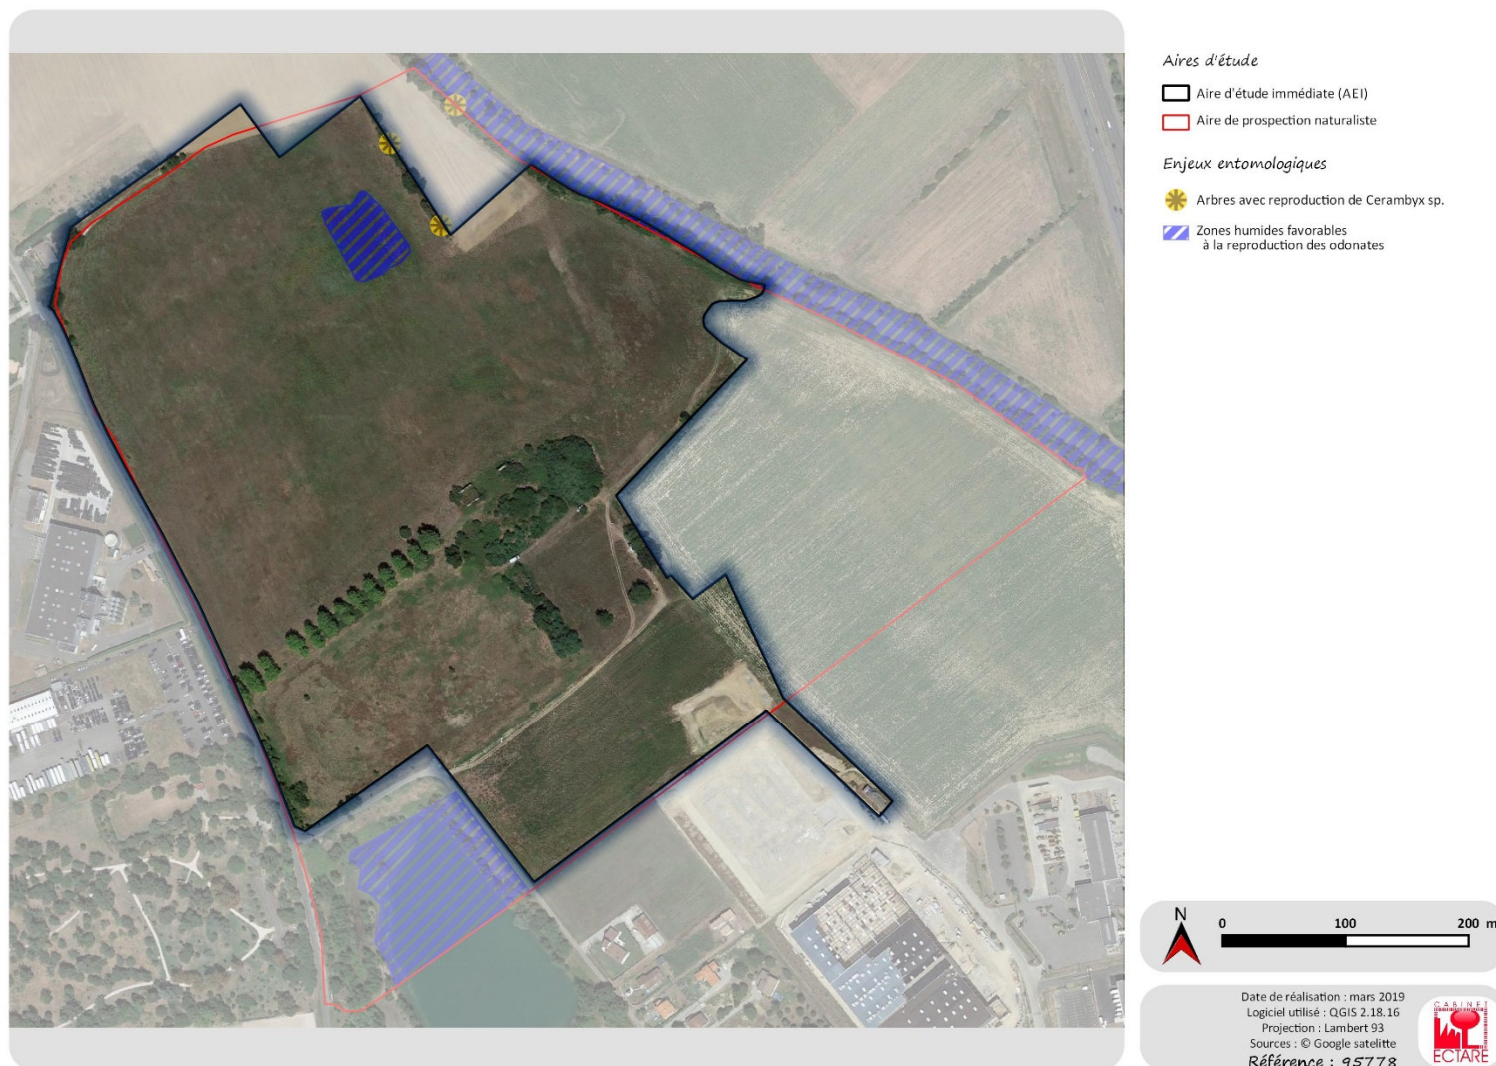 Aires d'étude
Aire d'étude immédiate (AEI)
Aire de prospection naturaliste
Enjeux entomologiques
Arbres avec reproduction de Cerambyx sp.
Zones humides favorables
à la reproduction des odonates
N
0 100 200 m
Date de réalisation : mars 2019
Logiciel utilisé : QGIS 2.18.16
Projection : Lambert 93
Sources : © Google satelitte
Référence : 95778
CABINET
ECTARE